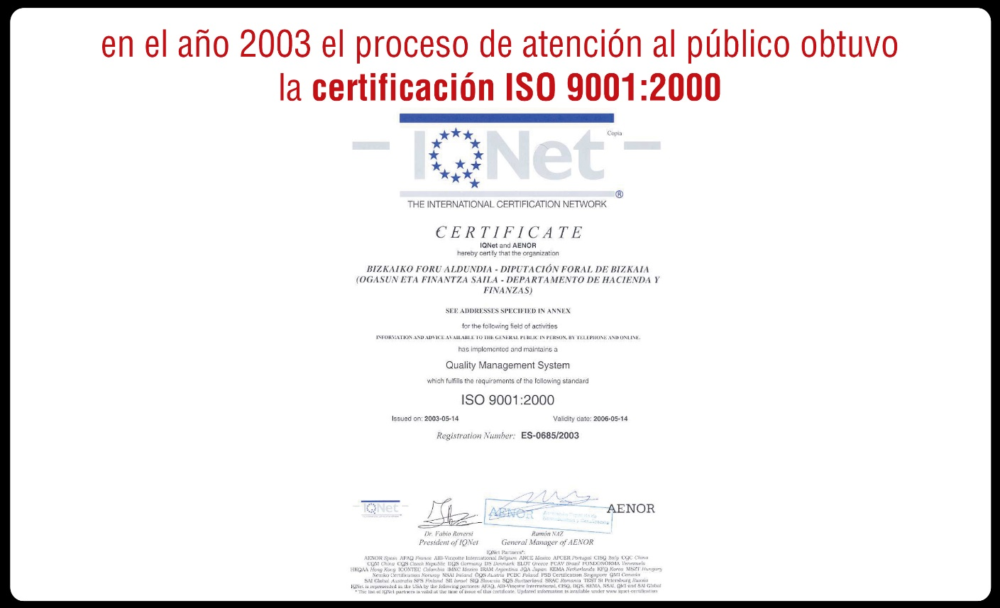 en el año 2003 el proceso de atención al público obtuvo
la certificación ISO 9001:2000
Copia
IQNet
®
THE INTERNATIONAL CERTIFICATION NETWORK
CERTIFICATE
IQNet and AENOR
hereby certify that the organization
BIZKAIKO FORU ALDUNDIA - DIPUTACIÓN FORAL DE BIZKAIA
(OGASUN ETA FINANTZA SAILA - DEPARTAMENTO DE HACIENDA Y
FINANZAS)
SEE ADDRESSES SPECIFIED IN ANNEX
for the following field of activities
INFORMATION AND ADVICE AVAILABLE TO THE GENERAL PUBLIC IN PERSON, BY TELEPHONE AND ONLINE.
has implemented and maintains a
Quality Management System
which fulfills the requirements of the following standard
ISO 9001:2000
Issued on: 2003-05-14 Validity date: 2006-05-14
Registration Number: ES-0685/2003
IQNet AENOR AENOR
Dr. Fabio Roversi Ramón NAZ
President of IQNet General Manager of AENOR
IQNet Partners*:
AENOR Spain AFAQ France AIB-Vinçotte International Belgium ANCE Mexico APCER Portugal CISQ Italy CQC China
CQM China CQS Czech Republic DQS Germany DS Denmark ELOT Greece FCAV Brazil FONDONORMA Venezuela
HKQAA Hong Kong ICONTEC Colombia IMNC Mexico IRAM Argentina JQA Japan KEMA Netherlands KFQ Korea MSZT Hungary
Nemko Certification Norway NSAI Ireland ÖQS Austria PCBC Poland PSB Certification Singapore QMI Canada
SAI Global Australia SFS Finland SII Israel SIQ Slovenia SQS Switzerland SRAC Romania TEST St Petersburg Russia
IQNet is represented in the USA by the following partners: AFAQ, AIB-Vinçotte International, CISQ, DQS, KEMA, NSAI, QMI and SAI Global
* The list of IQNet partners is valid at the time of issue of this certificate. Updated information is available under www.iqnet-certification